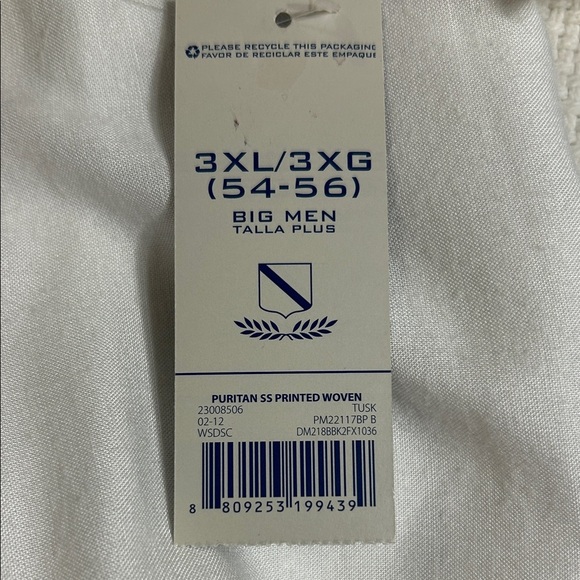 PLEASE RECYCLE THIS PACKAGING
FAVOR DE RECICLAR ESTE EMPAQUE
3XL/3XG
(54-56)
BIG MEN
TALLA PLUS
PURITAN SS PRINTED WOVEN
23008506 TUSK
02-12 PM22117BP B
WSDSC DM218BBK2FX1036
8 809253 199439